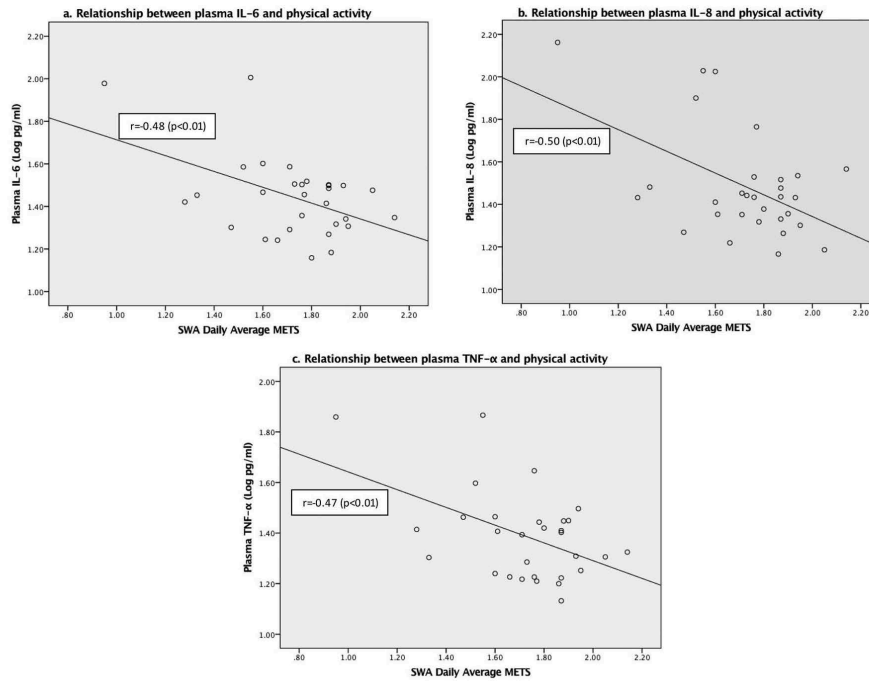 a. Relationship between plasma IL-6 and physical activity
2.20
2.00
1.80
1.60
1.40
1.20
1.00
Plasma IL-6 (Log pg/ml)
r=-0.48 (p<0.01)
.80 1.00 1.20 1.40 1.60 1.80 2.00 2.20
SWA Daily Average METS
b. Relationship between plasma IL-8 and physical activity
2.20
2.00
1.80
1.60
1.40
1.20
1.00
Plasma IL-8 (Log pg/ml)
r=-0.50 (p<0.01)
.80 1.00 1.20 1.40 1.60 1.80 2.00 2.20
SWA Daily Average METS
c. Relationship between plasma TNF-α and physical activity
2.00
1.80
1.60
1.40
1.20
1.00
Plasma TNF-α (Log pg/ml)
r=-0.47 (p<0.01)
.80 1.00 1.20 1.40 1.60 1.80 2.00 2.20
SWA Daily Average METS